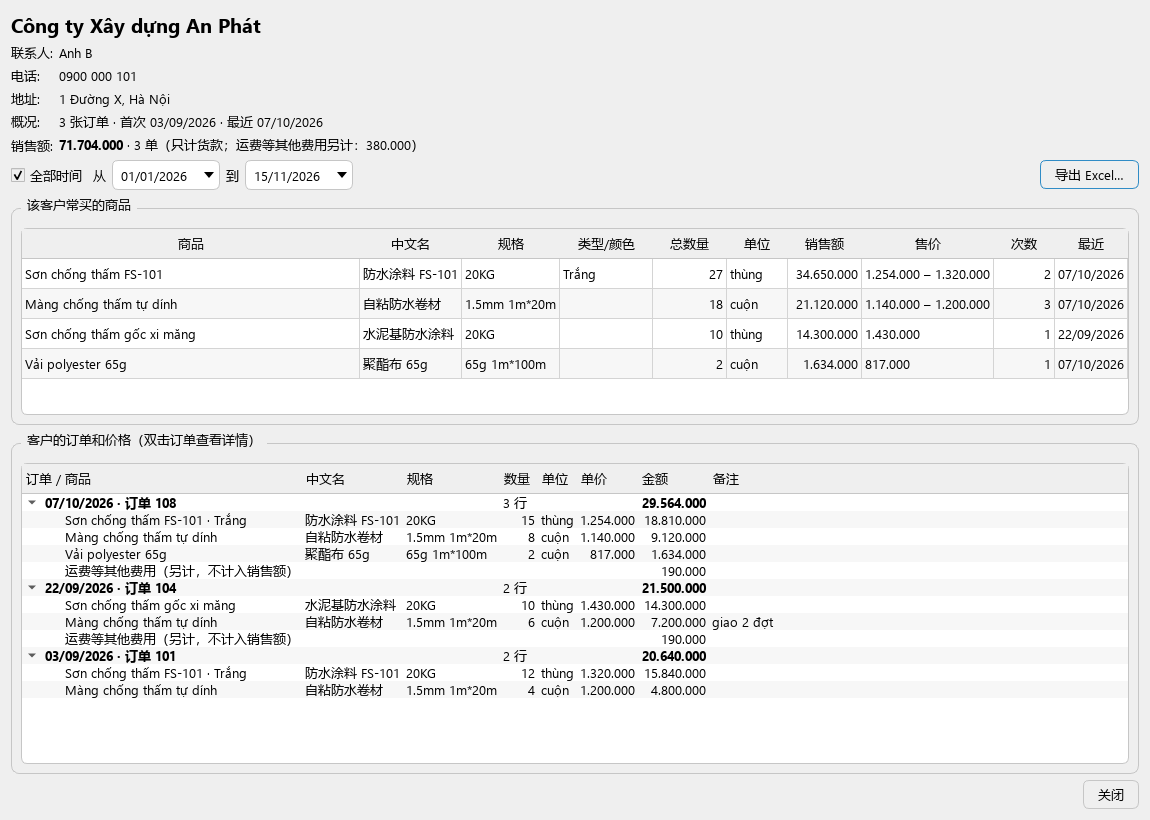 Công ty Xây dựng An Phát
联系人: Anh B
电话: 0900 000 101
地址: 1 Đường X, Hà Nội
概况: 3 张订单 · 首次 03/09/2026 · 最近 07/10/2026
销售额: 71.704.000 · 3 单（只计货款；运费等其他费用另计：380.000）
全部时间 从 01/01/2026 到 15/11/2026 导出 Excel...
该客户常买的商品
商品 中文名 规格 类型/颜色 总数量 单位 销售额 售价 次数 最近
Sơn chống thấm FS-101 防水涂料 FS-101 20KG Trắng 27 thùng 34.650.000 1.254.000 – 1.320.000 2 07/10/2026
Màng chống thấm tự dính 自粘防水卷材 1.5mm 1m*20m 18 cuộn 21.120.000 1.140.000 – 1.200.000 3 07/10/2026
Sơn chống thấm gốc xi măng 水泥基防水涂料 20KG 10 thùng 14.300.000 1.430.000 1 22/09/2026
Vải polyester 65g 聚酯布 65g 65g 1m*100m 2 cuộn 1.634.000 817.000 1 07/10/2026
客户的订单和价格（双击订单查看详情）
订单 / 商品 中文名 规格 数量 单位 单价 金额 备注
07/10/2026 · 订单 108 3 行 29.564.000
Sơn chống thấm FS-101 · Trắng 防水涂料 FS-101 20KG 15 thùng 1.254.000 18.810.000
Màng chống thấm tự dính 自粘防水卷材 1.5mm 1m*20m 8 cuộn 1.140.000 9.120.000
Vải polyester 65g 聚酯布 65g 65g 1m*100m 2 cuộn 817.000 1.634.000
运费等其他费用（另计，不计入销售额） 190.000
22/09/2026 · 订单 104 2 行 21.500.000
Sơn chống thấm gốc xi măng 水泥基防水涂料 20KG 10 thùng 1.430.000 14.300.000
Màng chống thấm tự dính 自粘防水卷材 1.5mm 1m*20m 6 cuộn 1.200.000 7.200.000 giao 2 đợt
运费等其他费用（另计，不计入销售额） 190.000
03/09/2026 · 订单 101 2 行 20.640.000
Sơn chống thấm FS-101 · Trắng 防水涂料 FS-101 20KG 12 thùng 1.320.000 15.840.000
Màng chống thấm tự dính 自粘防水卷材 1.5mm 1m*20m 4 cuộn 1.200.000 4.800.000
关闭